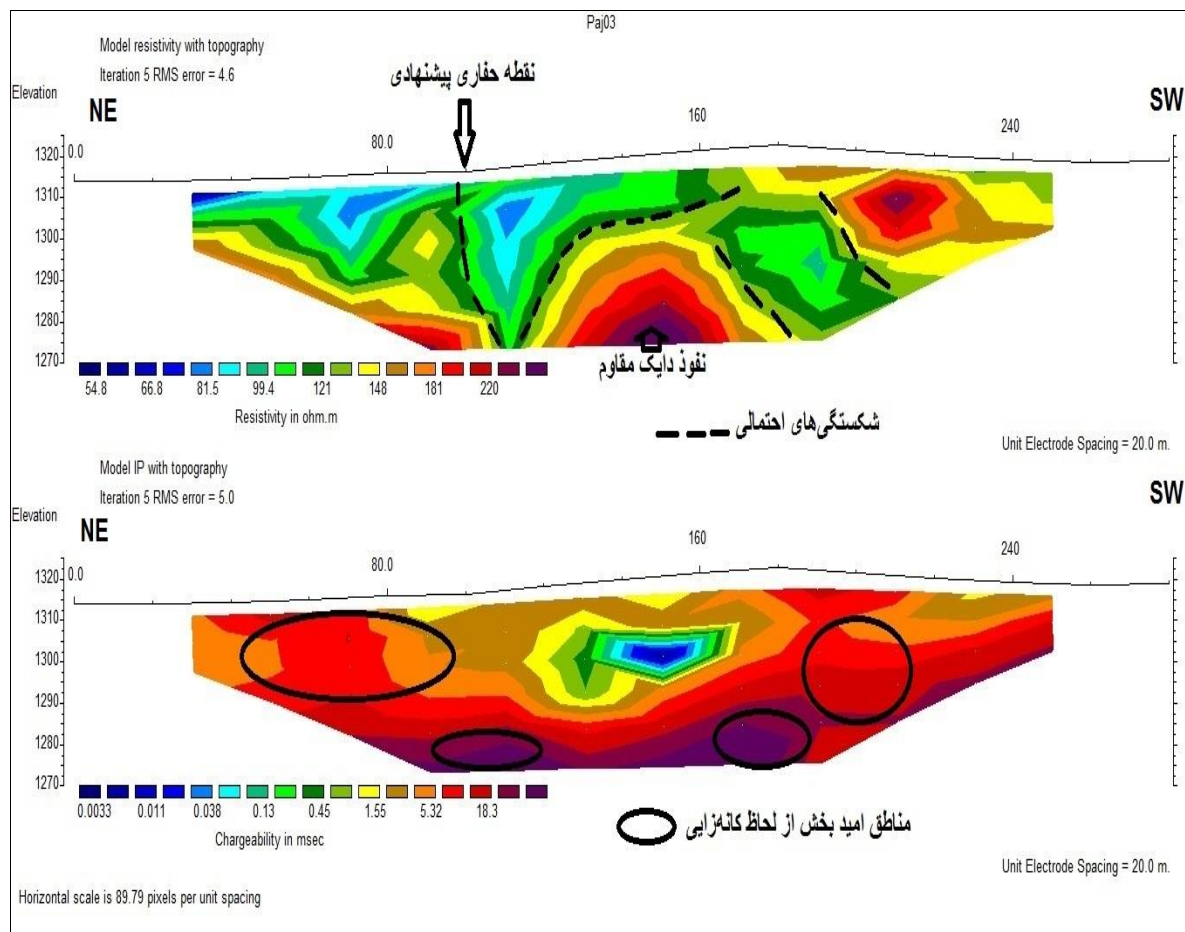 Paj03
Model resistivity with topography
Iteration 5 RMS error = 4.6
نقطه حفاری پیشنهادی
Elevation
NE
SW
0.0
80.0
160
240
1320
1310
1300
1290
1280
1270
54.8 66.8 81.5 99.4 121 148 181 220
Resistivity in ohm.m
نفوذ دایک مقاوم
شکستگی‌های احتمالی
Unit Electrode Spacing = 20.0 m.
Model IP with topography
Iteration 5 RMS error = 5.0
Elevation
NE
SW
0.0
80.0
160
240
1320
1310
1300
1290
1280
1270
0.0033 0.011 0.038 0.13 0.45 1.55 5.32 18.3
Chargeability in msec
مناطق امید بخش از لحاظ کانه‌زایی
Unit Electrode Spacing = 20.0 m.
Horizontal scale is 89.79 pixels per unit spacing